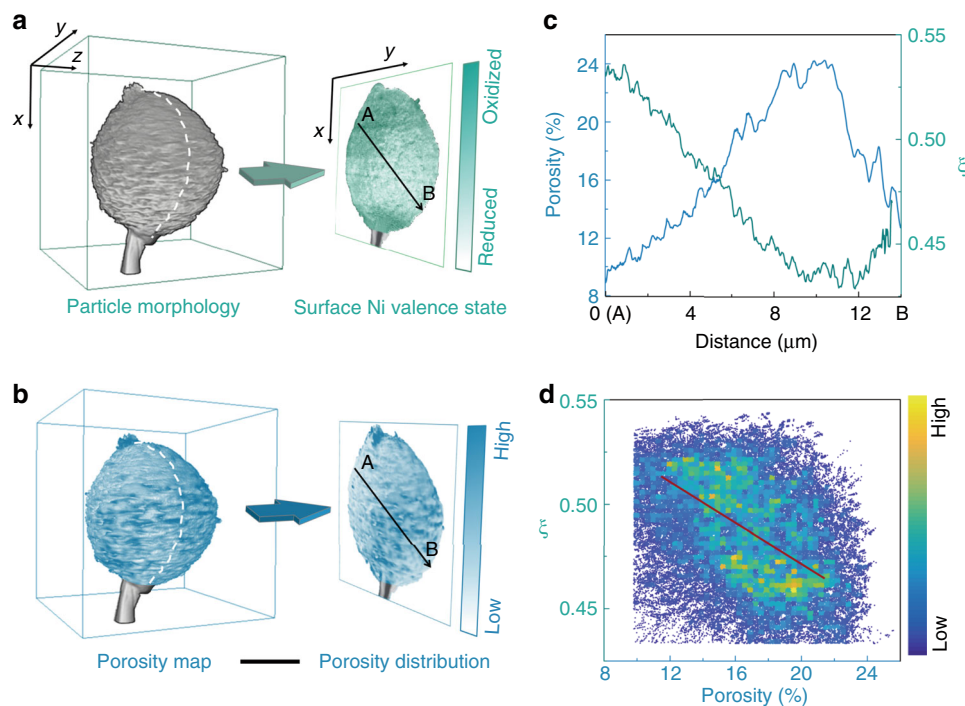 a
y
z
x
y
x
A
B
Oxidized
Reduced
Particle morphology
Surface Ni valence state
b
A
B
High
Low
Porosity map
Porosity distribution
c
24
20
16
12
8
Porosity (%)
0.55
0.50
0.45
ξ
0 (A)
4
8
12
B
Distance (μm)
d
0.55
0.50
0.45
ξ
8
12
16
20
24
Porosity (%)
High
Low